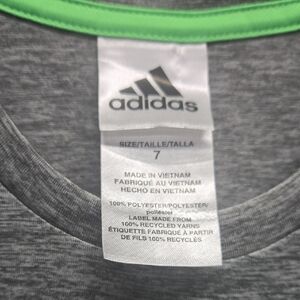 adidas
SIZE/TAILLE/TALLA
7
MADE IN VIETNAM
FABRIQUÉ AU VIETNAM
HECHO EN VIETNAM
100% POLYESTER/POLYESTER/
poliéster
LABEL MADE FROM
100% RECYCLED YARNS
ÉTIQUETTE FABRIQUÉE À PARTIR
DE FILS 100% RECYCLÉS